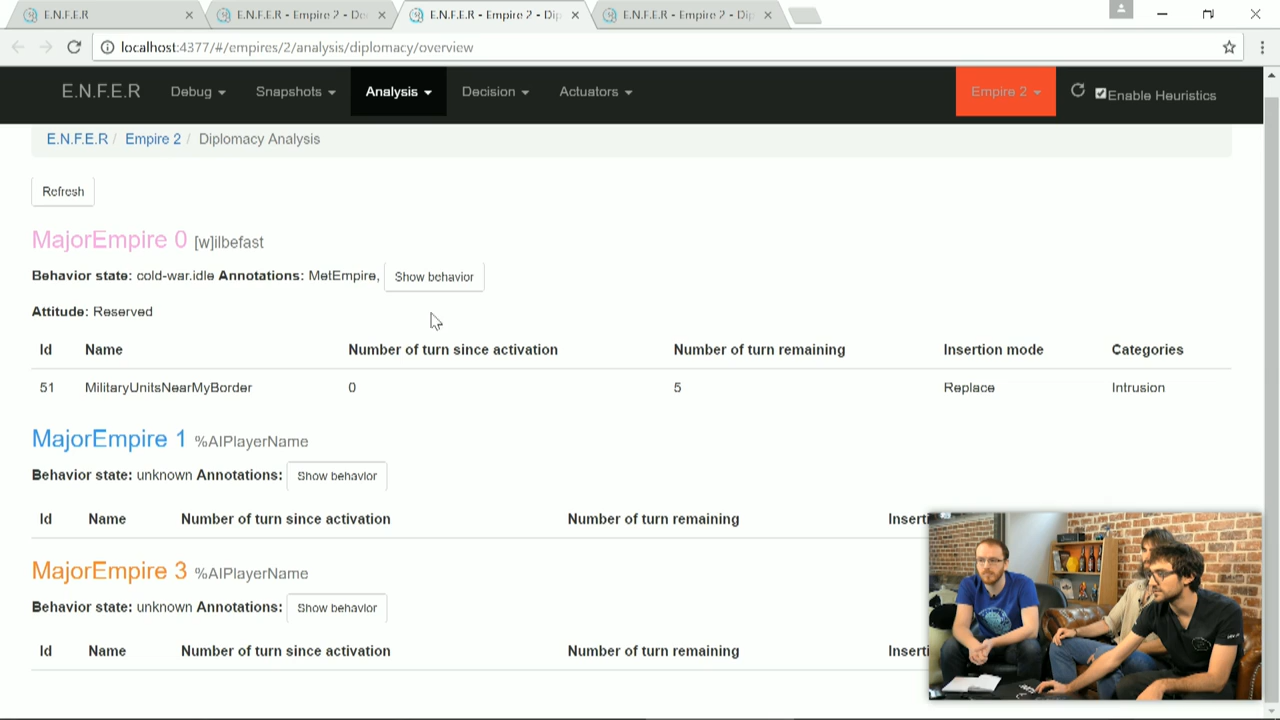 E.N.F.E.R
E.N.F.E.R - Empire 2 - Do
E.N.F.E.R - Empire 2 - Dip
E.N.F.E.R - Empire 2 - Dip
localhost:4377/#/empires/2/analysis/diplomacy/overview
E.N.F.E.R Debug Snapshots Analysis Decision Actuators Empire 2 Enable Heuristics
E.N.F.E.R / Empire 2 / Diplomacy Analysis
Refresh
MajorEmpire 0 [w]ilbefast
Behavior state: cold-war.idle Annotations: MetEmpire, Show behavior
Attitude: Reserved
Id Name Number of turn since activation Number of turn remaining Insertion mode Categories
51 MilitaryUnitsNearMyBorder 0 5 Replace Intrusion
MajorEmpire 1 %AIPlayerName
Behavior state: unknown Annotations: Show behavior
Id Name Number of turn since activation Number of turn remaining Inserti
MajorEmpire 3 %AIPlayerName
Behavior state: unknown Annotations: Show behavior
Id Name Number of turn since activation Number of turn remaining Inserti